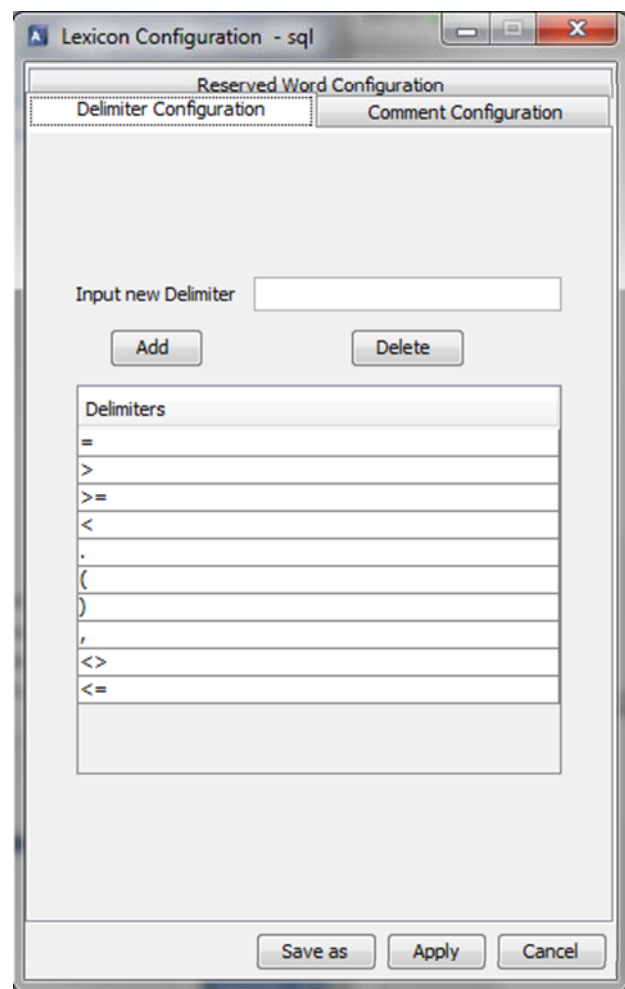 Lexicon Configuration - sql
Reserved Word Configuration
Delimiter Configuration Comment Configuration
Input new Delimiter
Add Delete
Delimiters
=
>
>=
<
.
(
)
,
<>
<=
Save as Apply Cancel